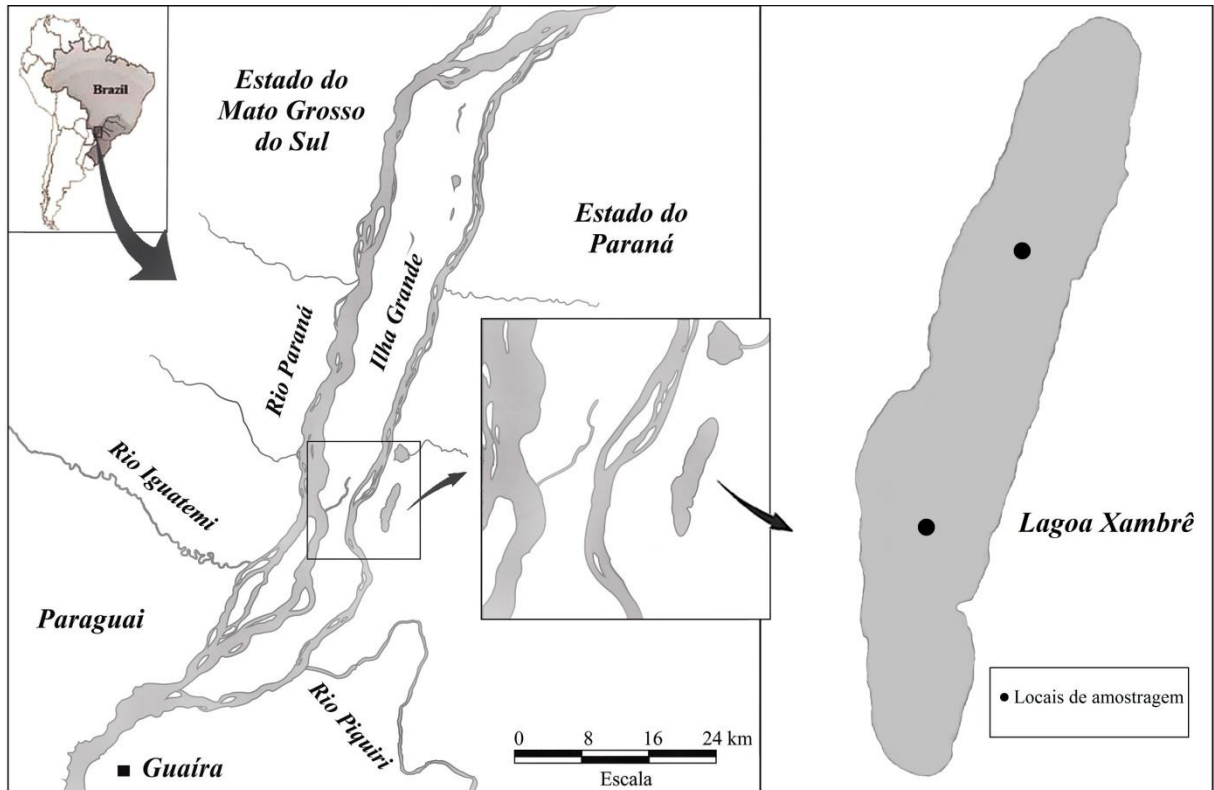 Brazil
Estado do
Mato Grosso
do Sul
Estado do
Paraná
Rio Paraná
Ilha Grande
Rio Iguatemi
Paraguai
Rio Piquiri
Guaíra
0 8 16 24 km
Escala
Lagoa Xambrê
Locais de amostragem